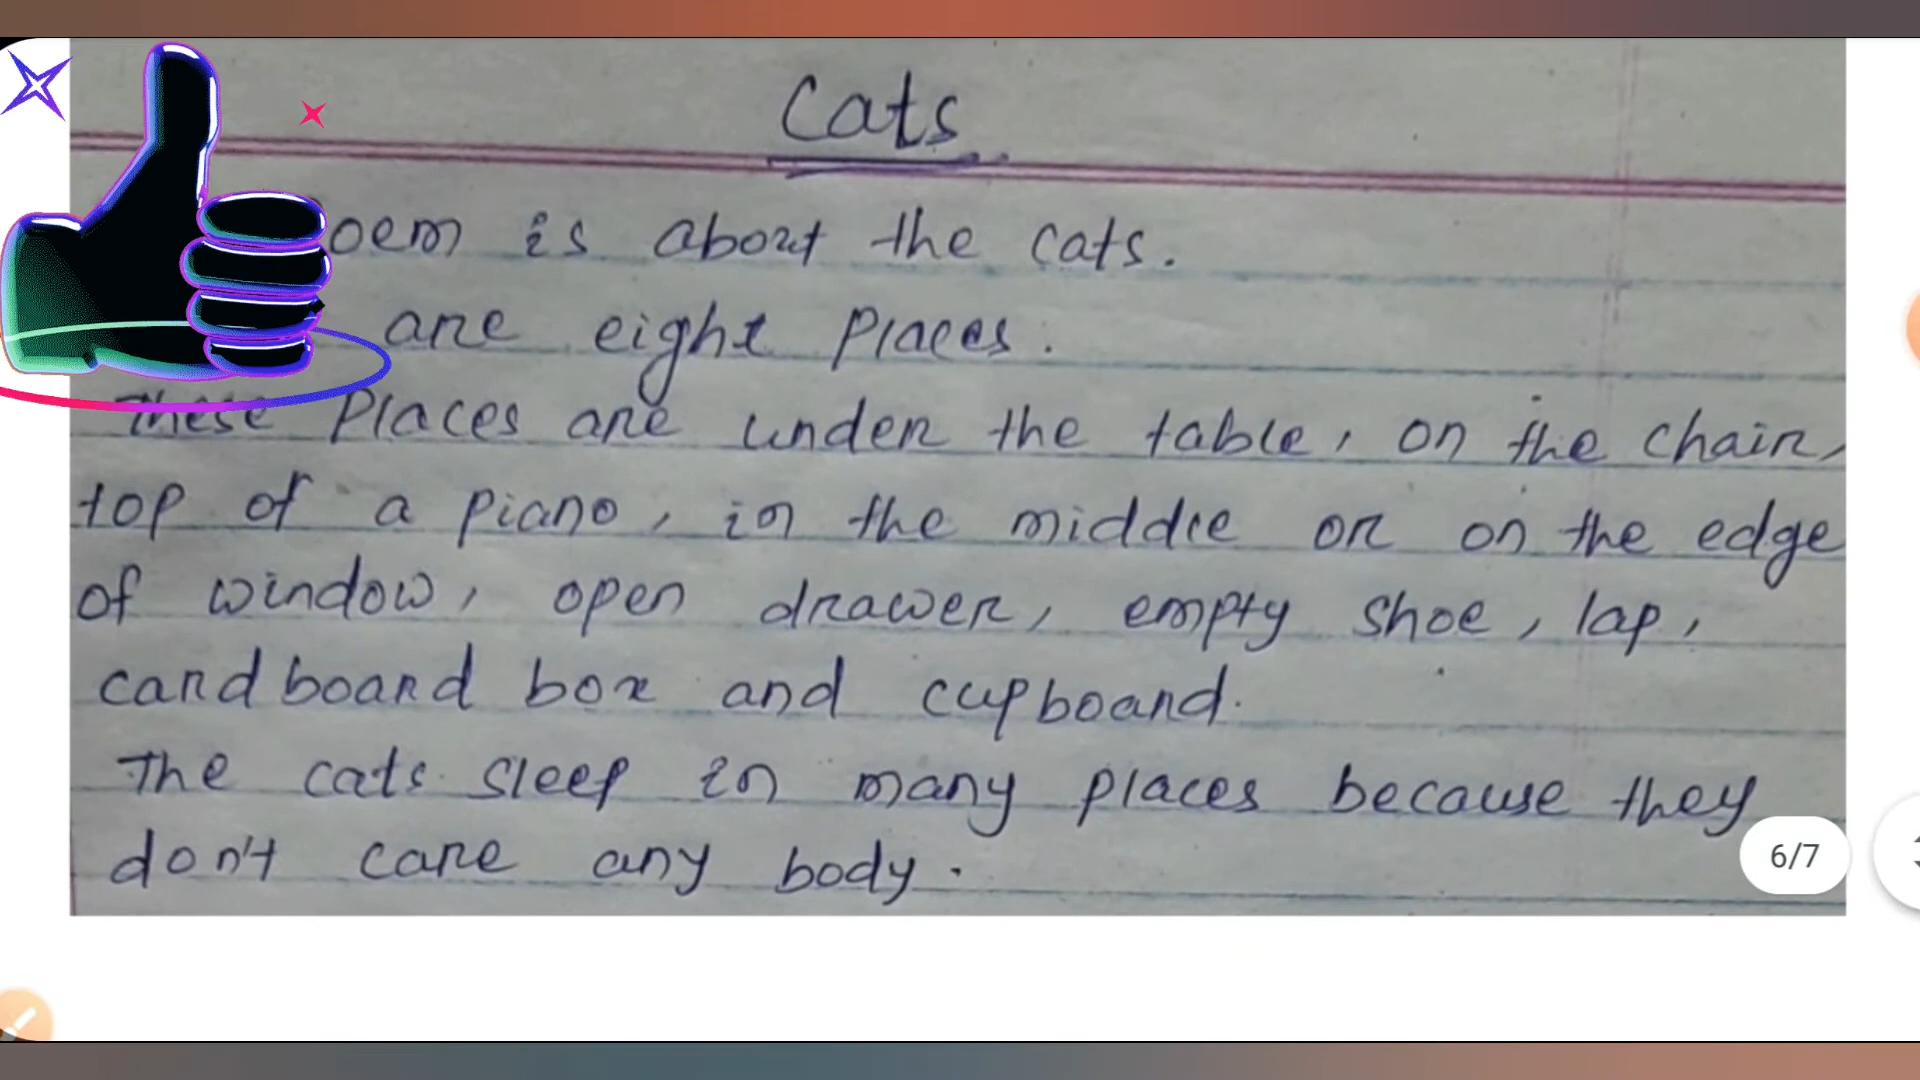 Cats
oem is about the cats.
are eight places.
These places are under the table, on the chair,
top of a piano, in the middle or on the edge
of window, open drawer, empty shoe, lap,
cardboard box and cupboard.
The cats sleep in many places because they
don't care any body.
6/7